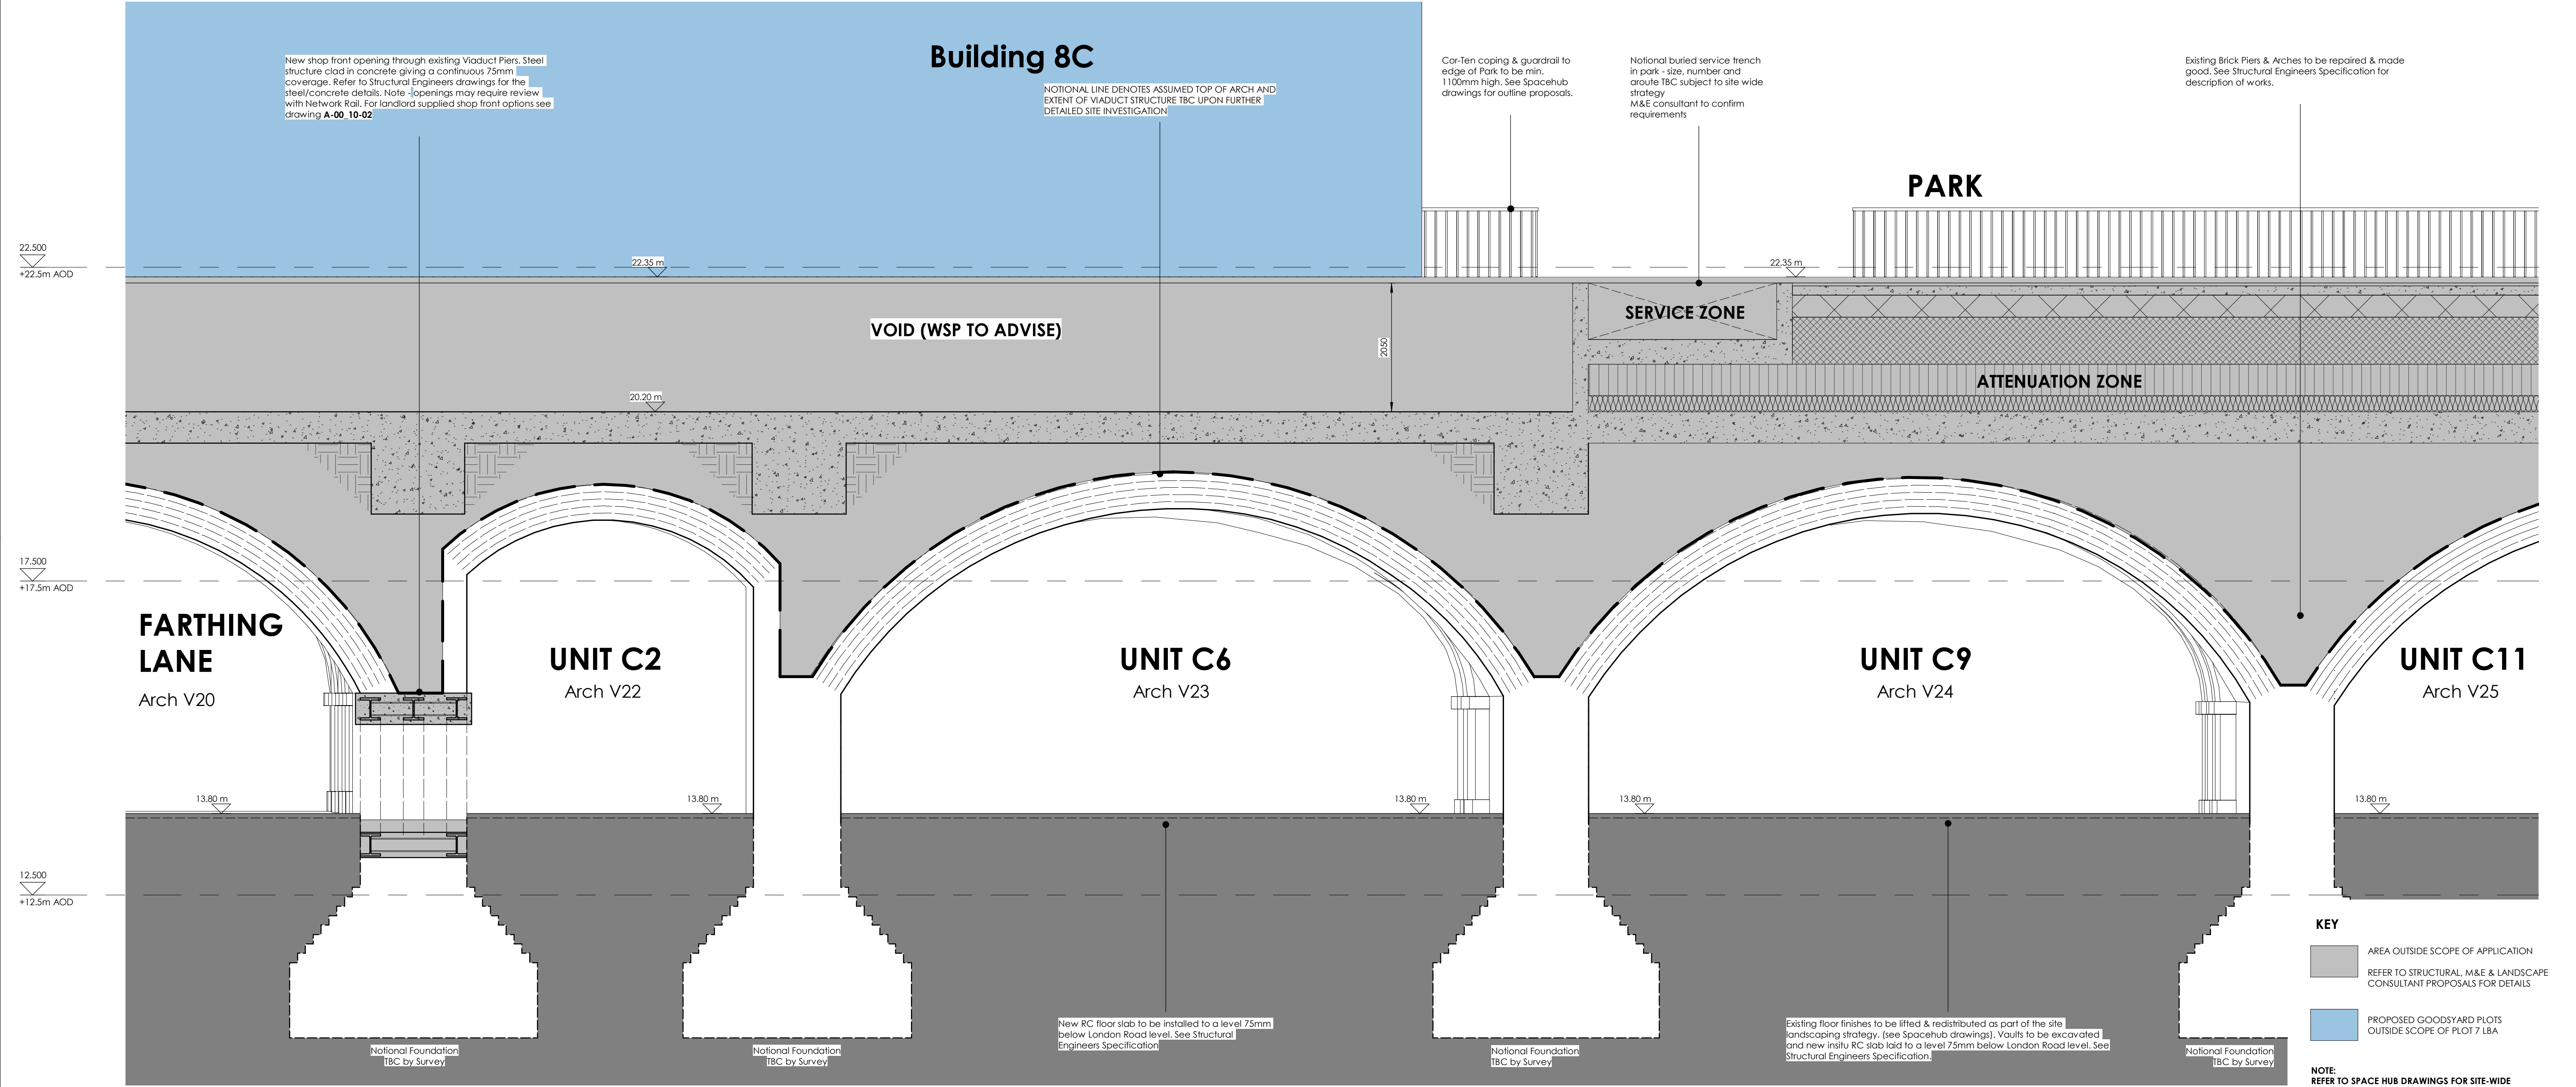 Building 8C
New shop front opening through existing Viaduct Piers. Steel
structure clad in concrete giving a continuous 75mm
coverage. Refer to Structural Engineers drawings for the
steel/concrete details. Note - openings may require review
with Network Rail. For landlord supplied shop front options see
drawing A-00_10-02
NOTIONAL LINE DENOTES ASSUMED TOP OF ARCH AND
EXTENT OF VIADUCT STRUCTURE TBC UPON FURTHER
DETAILED SITE INVESTIGATION
Cor-Ten coping & guardrail to
edge of Park to be min.
1100mm high. See Spacehub
drawings for outline proposals.
Notional buried service trench
in park - size, number and
aroute TBC subject to site wide
strategy
M&E consultant to confirm
requirements
Existing Brick Piers & Arches to be repaired & made
good. See Structural Engineers Specification for
description of works.
PARK
22.500
+22.5m AOD
22.35 m
22.35 m
VOID (WSP TO ADVISE)
2050
SERVICE ZONE
ATTENUATION ZONE
20.20 m
17.500
+17.5m AOD
FARTHING
LANE
Arch V20
UNIT C2
Arch V22
UNIT C6
Arch V23
UNIT C9
Arch V24
UNIT C11
Arch V25
13.80 m
13.80 m
13.80 m
13.80 m
13.80 m
12.500
+12.5m AOD
New RC floor slab to be installed to a level 75mm
below London Road level. See Structural
Engineers Specification
Existing floor finishes to be lifted & redistributed as part of the site
landscaping strategy, (see Spacehub drawings). Vaults to be excavated
and new insitu RC slab laid to a level 75mm below London Road level. See
Structural Engineers Specification.
Notional Foundation
TBC by Survey
Notional Foundation
TBC by Survey
Notional Foundation
TBC by Survey
Notional Foundation
TBC by Survey
KEY
AREA OUTSIDE SCOPE OF APPLICATION
REFER TO STRUCTURAL, M&E & LANDSCAPE
CONSULTANT PROPOSALS FOR DETAILS
PROPOSED GOODSYARD PLOTS
OUTSIDE SCOPE OF PLOT 7 LBA
NOTE:
REFER TO SPACE HUB DRAWINGS FOR SITE-WIDE